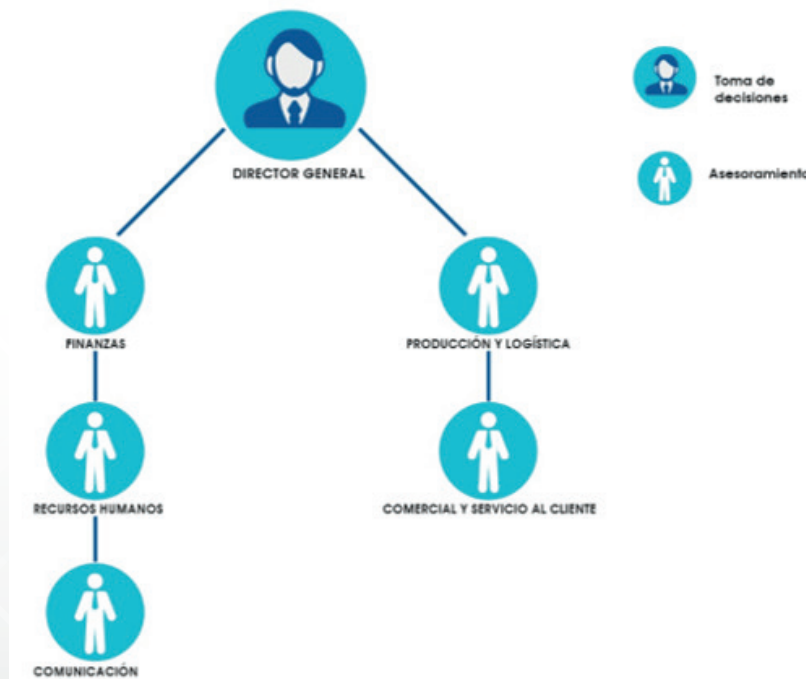 DIRECTOR GENERAL
Toma de
decisiones
Asesoramiento
FINANZAS
PRODUCCIÓN Y LOGÍSTICA
RECURSOS HUMANOS
COMERCIAL Y SERVICIO AL CLIENTE
COMUNICACIÓN